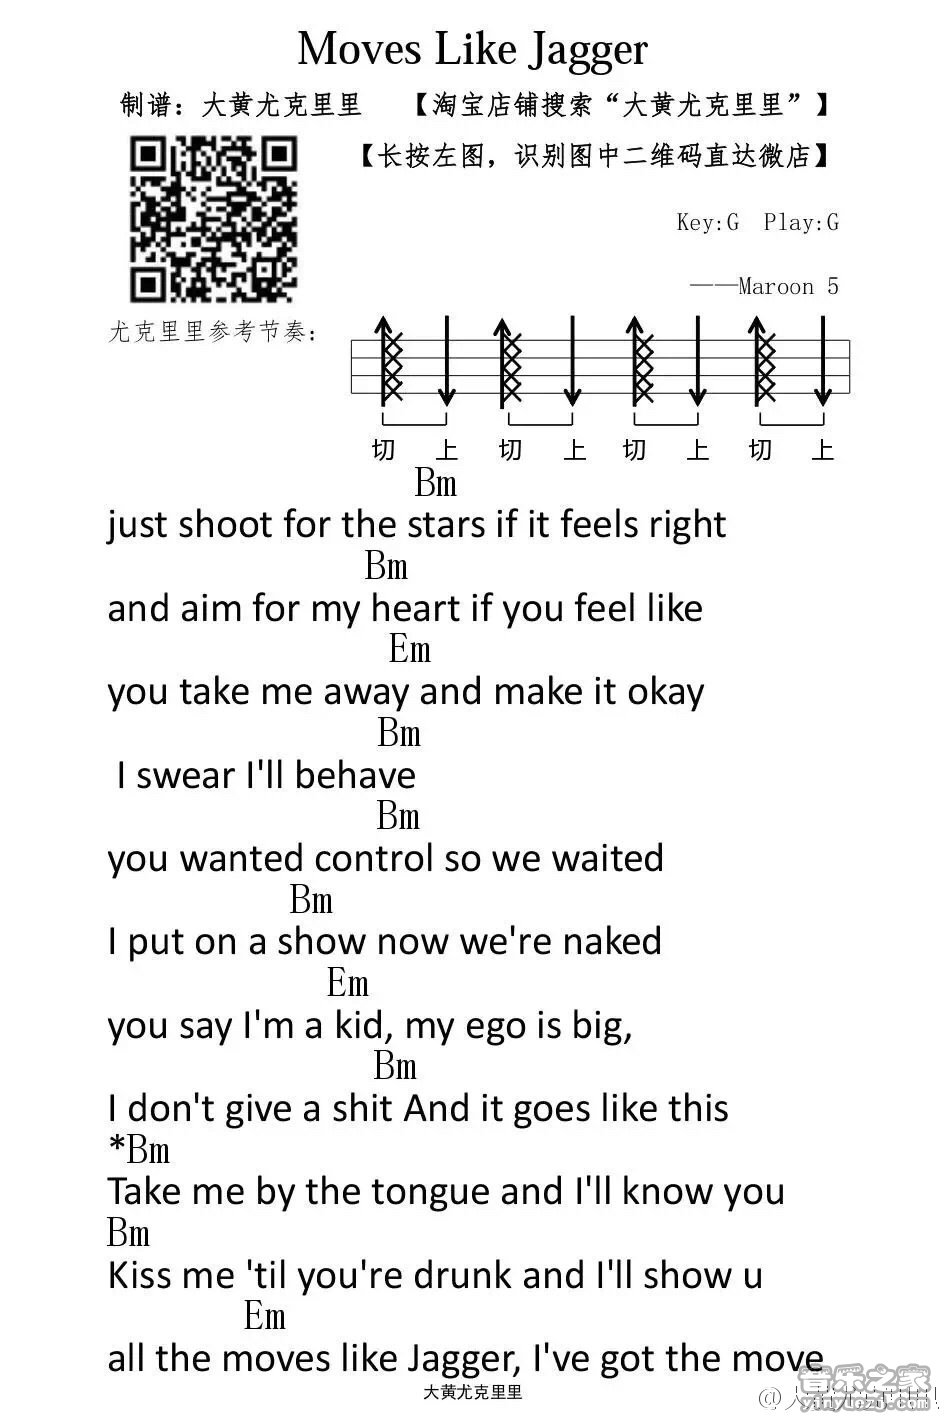 Moves Like Jagger
制谱：大黄尤克里里 【淘宝店铺搜索“大黄尤克里里”】
【长按左图，识别图中二维码直达微店】
Key:G Play:G
——Maroon 5
尤克里里参考节奏：
切 上 切 上 切 上 切 上
Bm
just shoot for the stars if it feels right
Bm
and aim for my heart if you feel like
Em
you take me away and make it okay
Bm
I swear I'll behave
Bm
you wanted control so we waited
Bm
I put on a show now we're naked
Em
you say I'm a kid, my ego is big,
Bm
I don't give a shit And it goes like this
*Bm
Take me by the tongue and I'll know you
Bm
Kiss me 'til you're drunk and I'll show u
Em
all the moves like Jagger, I've got the move
大黄尤克里里
音乐之家
yinyuezj.com